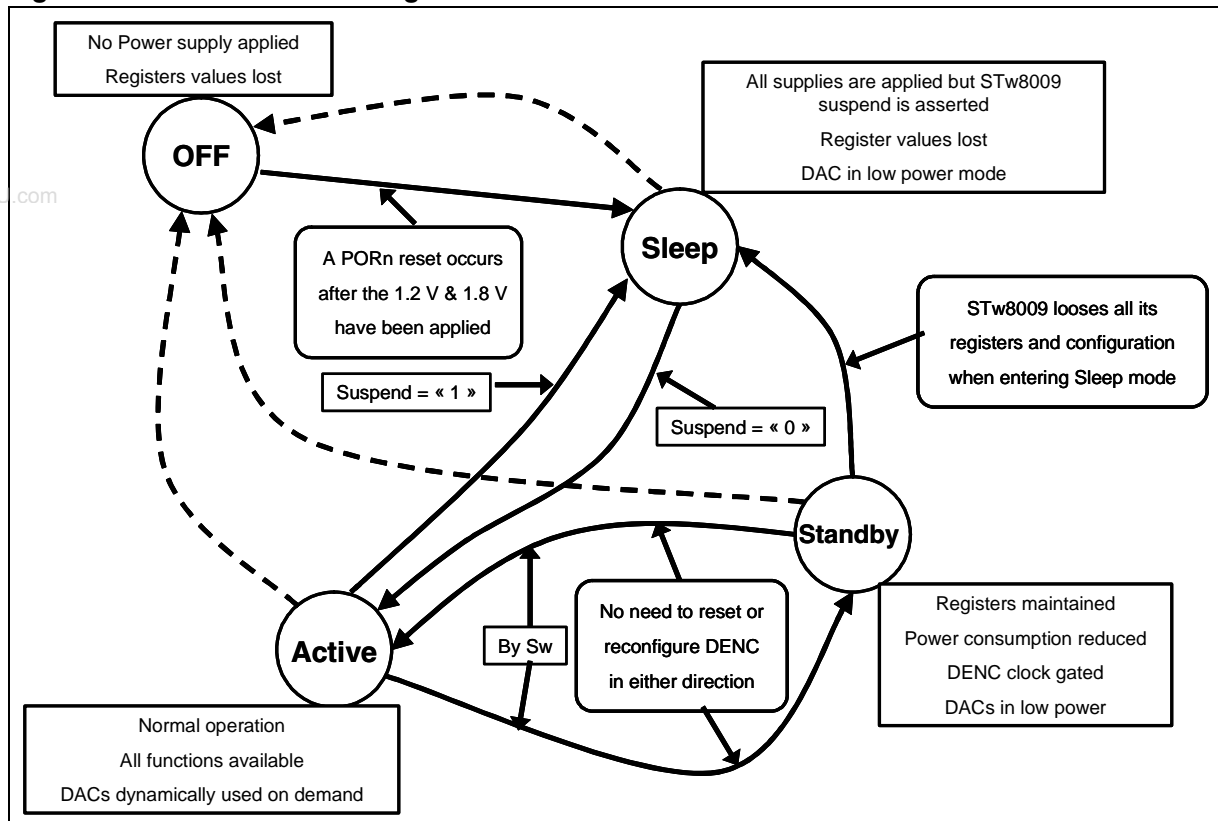 No Power supply applied
Registers values lost
OFF
All supplies are applied but STw8009
suspend is asserted
Register values lost
DAC in low power mode
.com
Sleep
A PORn reset occurs
after the 1.2 V & 1.8 V
have been applied
STw8009 looses all its
registers and configuration
when entering Sleep mode
Suspend = « 1 »
Suspend = « 0 »
Standby
No need to reset or
reconfigure DENC
in either direction
By Sw
Active
Registers maintained
Power consumption reduced
DENC clock gated
DACs in low power
Normal operation
All functions available
DACs dynamically used on demand